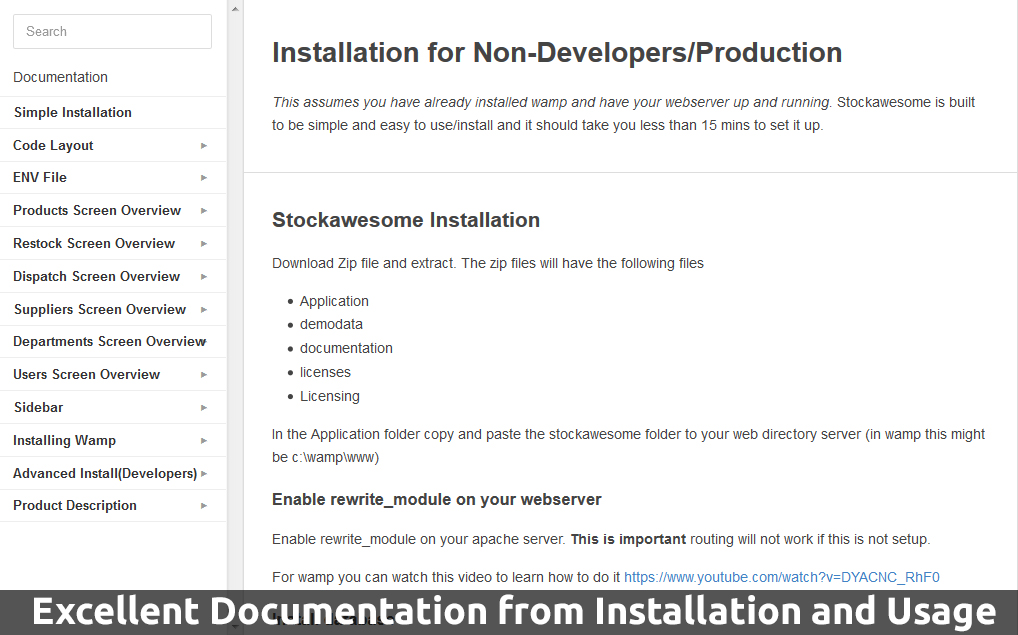 Search
Documentation
Simple Installation
Code Layout
ENV File
Products Screen Overview
Restock Screen Overview
Dispatch Screen Overview
Suppliers Screen Overview
Departments Screen Overview
Users Screen Overview
Sidebar
Installing Wamp
Advanced Install(Developers)
Product Description
Installation for Non-Developers/Production
This assumes you have already installed wamp and have your webserver up and running. Stockawesome is built
to be simple and easy to use/install and it should take you less than 15 mins to set it up.
Stockawesome Installation
Download Zip file and extract. The zip files will have the following files
Application
demodata
documentation
licenses
Licensing
In the Application folder copy and paste the stockawesome folder to your web directory server (in wamp this might
be c:\wamp\www)
Enable rewrite_module on your webserver
Enable rewrite_module on your apache server. This is important routing will not work if this is not setup.
For wamp you can watch this video to learn how to do it https://www.youtube.com/watch?v=DYACNC_RhF0
Excellent Documentation from Installation and Usage